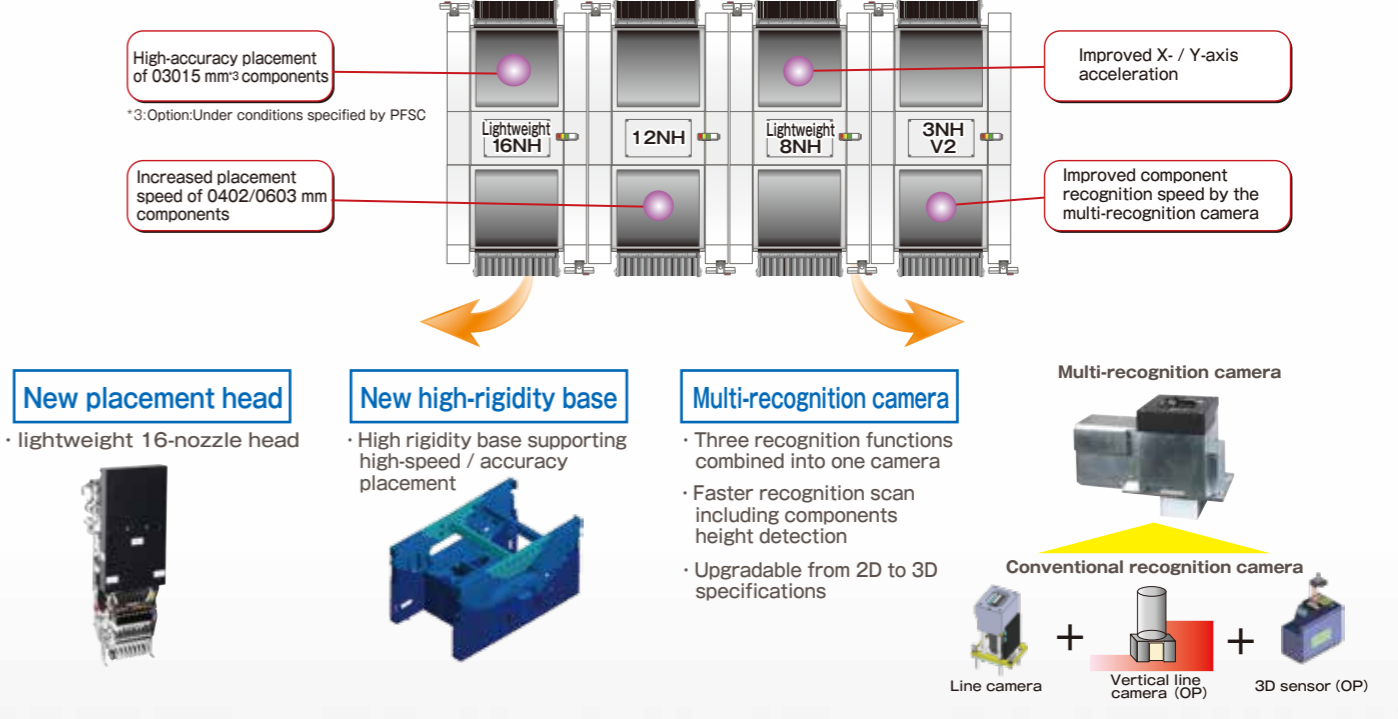 High-accuracy placement
of 03015 mm*3 components
*3:Option:Under conditions specified by PFSC
Increased placement
speed of 0402/0603 mm
components
Lightweight
16NH
12NH
Lightweight
8NH
3NH
V2
Improved X- / Y-axis
acceleration
Improved component
recognition speed by the
multi-recognition camera
New placement head
· lightweight 16-nozzle head
New high-rigidity base
· High rigidity base supporting
high-speed / accuracy
placement
Multi-recognition camera
· Three recognition functions
combined into one camera
· Faster recognition scan
including components
height detection
· Upgradable from 2D to 3D
specifications
Multi-recognition camera
Conventional recognition camera
+
+
Line camera
Vertical line
camera (OP)
3D sensor (OP)